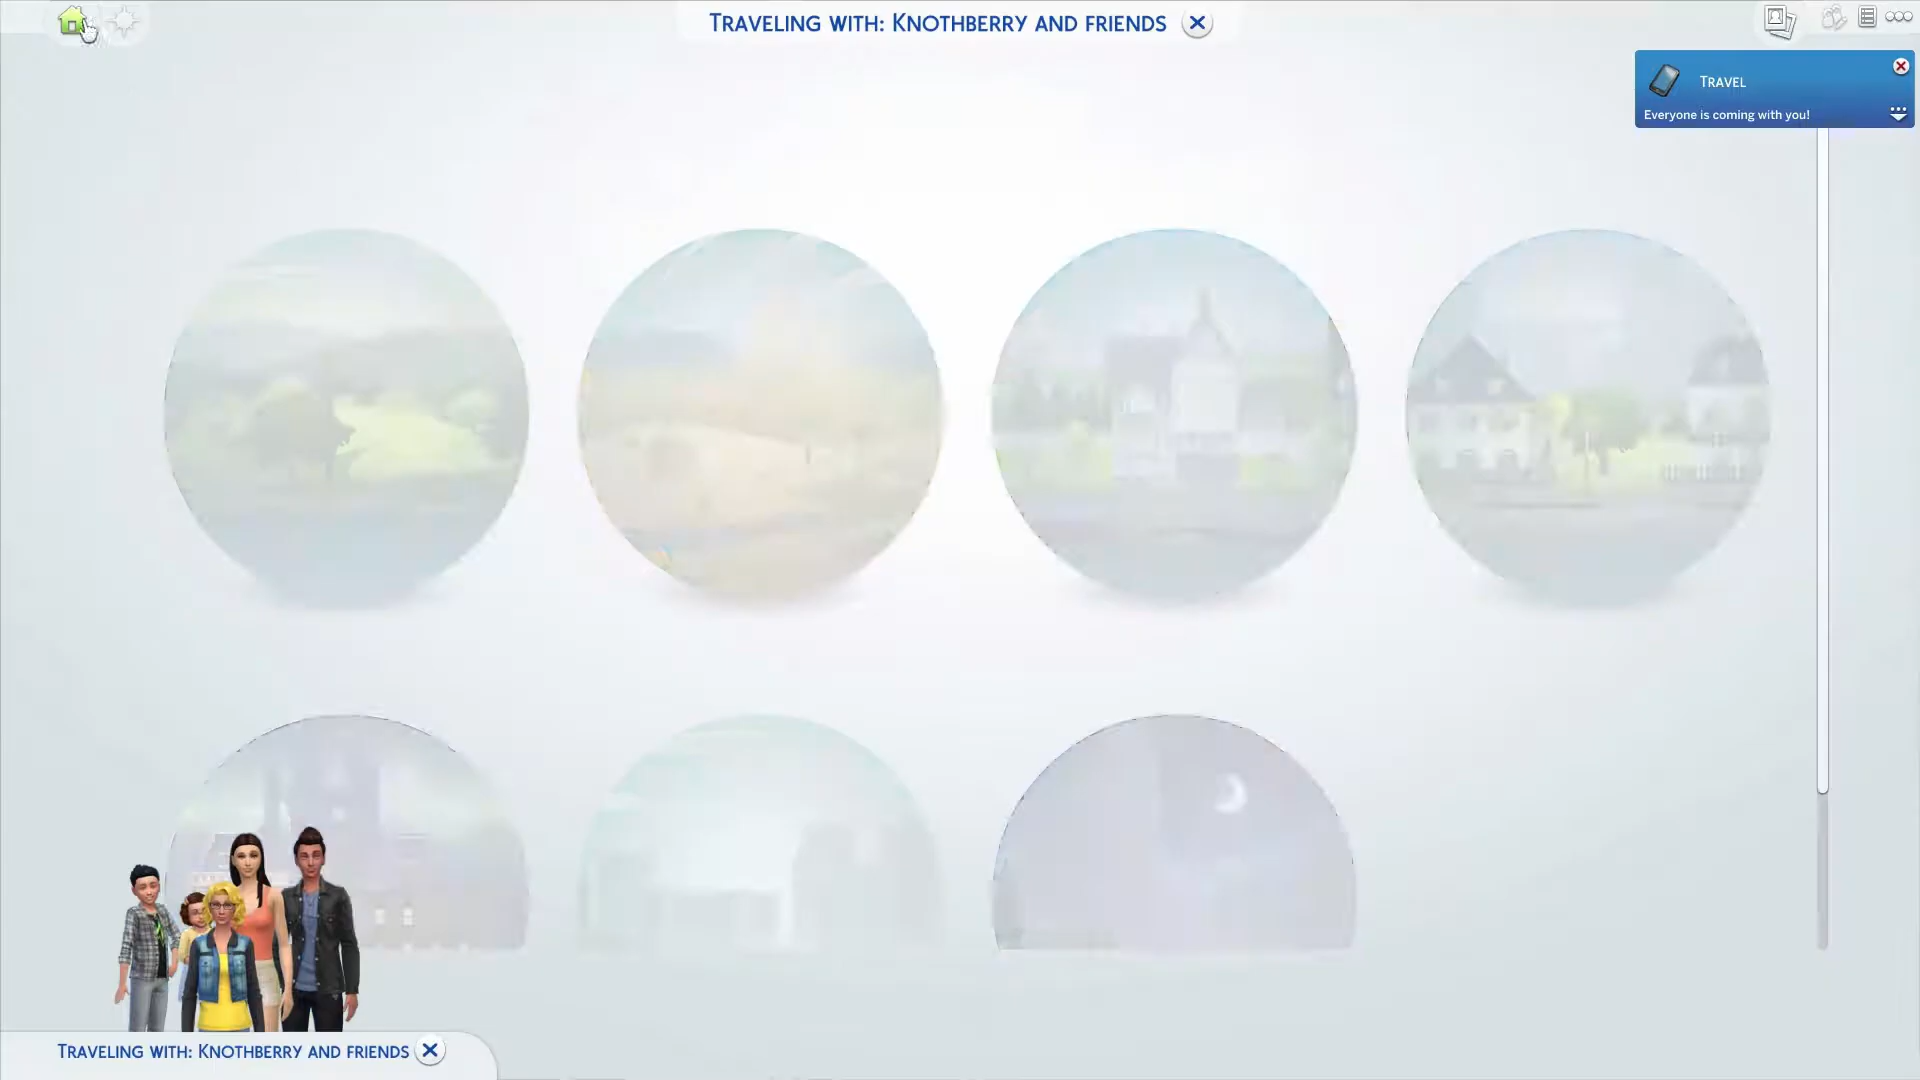 Traveling with: Knothberry and friends
Travel
Everyone is coming with you!
Traveling with: Knothberry and friends